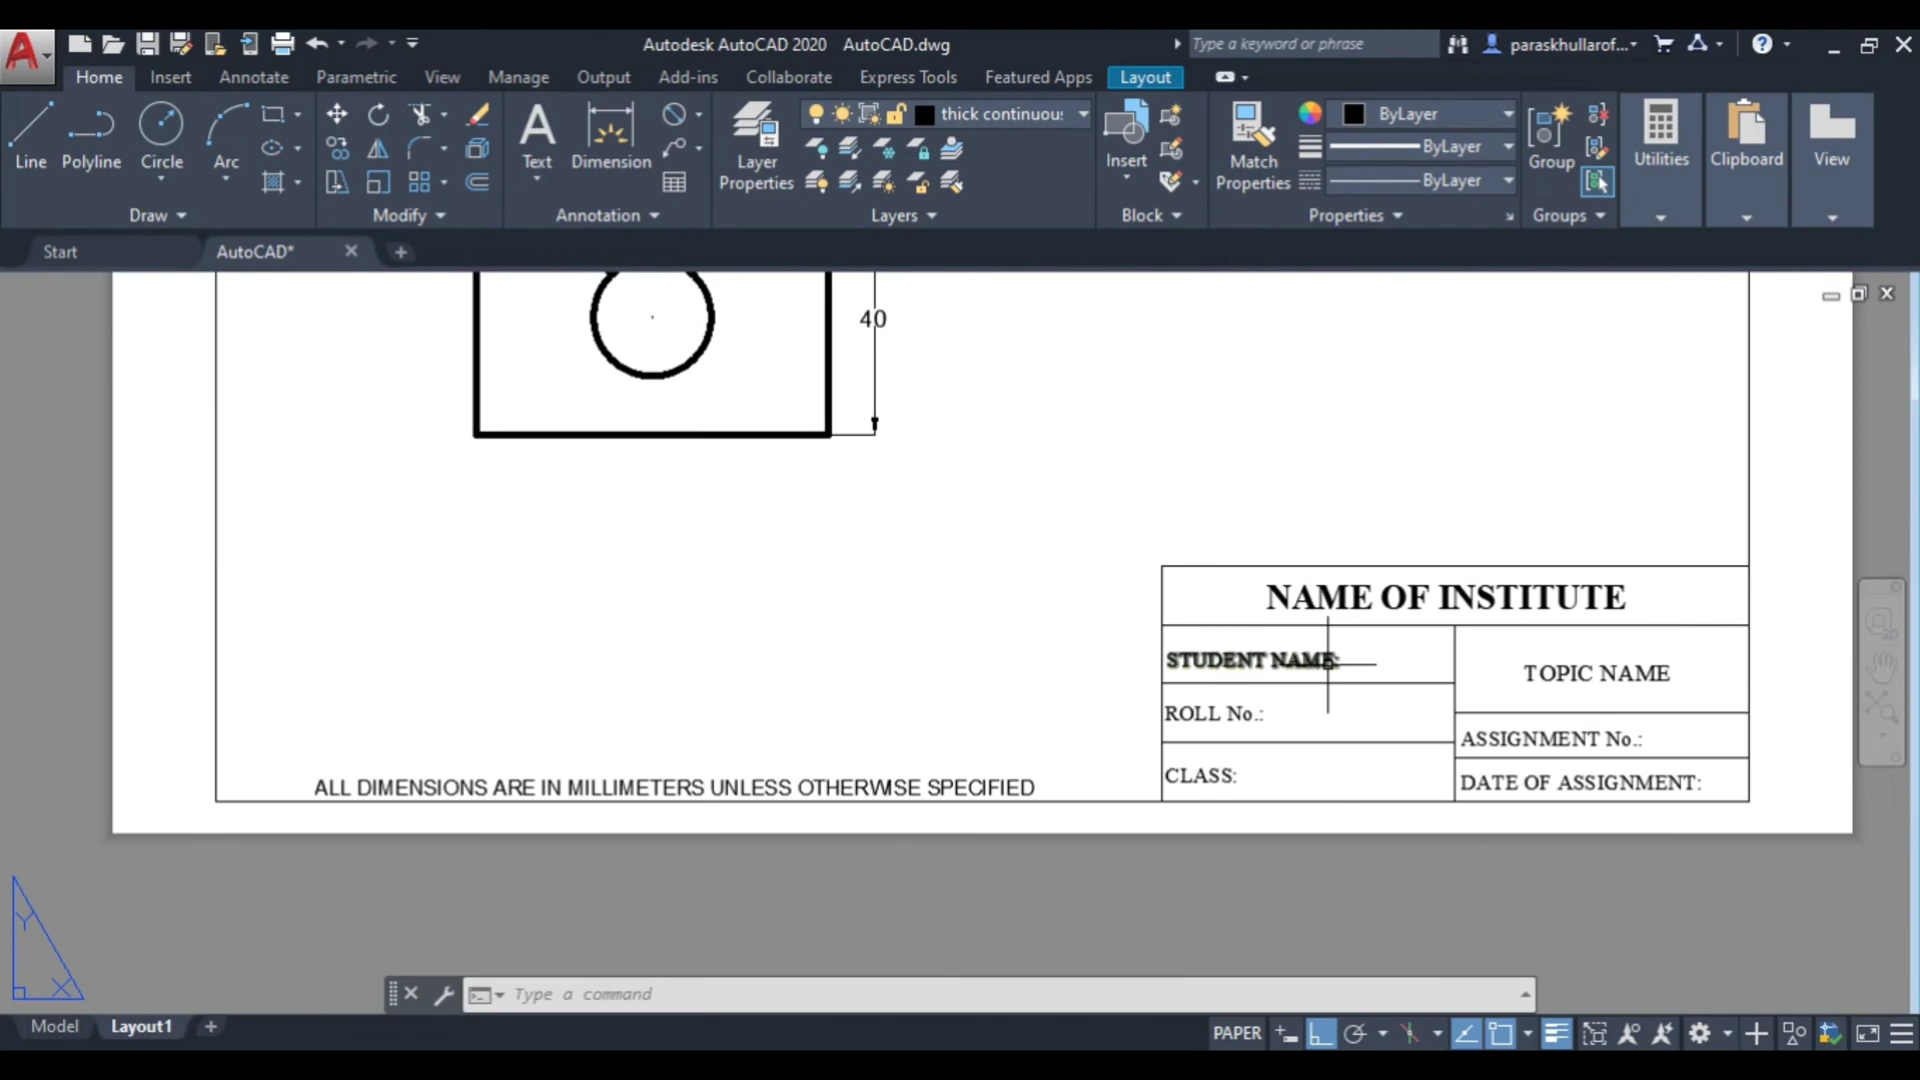 Autodesk AutoCAD 2020 AutoCAD.dwg
Type a keyword or phrase
paraskhullarof...
Home Insert Annotate Parametric View Manage Output Add-ins Collaborate Express Tools Featured Apps Layout
Line Polyline Circle Arc
Draw
Modify
Text Dimension
Annotation
Layer Properties
thick continuou:
Layers
Insert
Block
Match Properties
ByLayer
ByLayer
ByLayer
Properties
Group
Groups
Utilities
Clipboard
View
Start AutoCAD*
40
NAME OF INSTITUTE
STUDENT NAME:
TOPIC NAME
ROLL No.:
ASSIGNMENT No.:
CLASS:
DATE OF ASSIGNMENT:
ALL DIMENSIONS ARE IN MILLIMETERS UNLESS OTHERWISE SPECIFIED
Y
X
Type a command
Model Layout1
PAPER